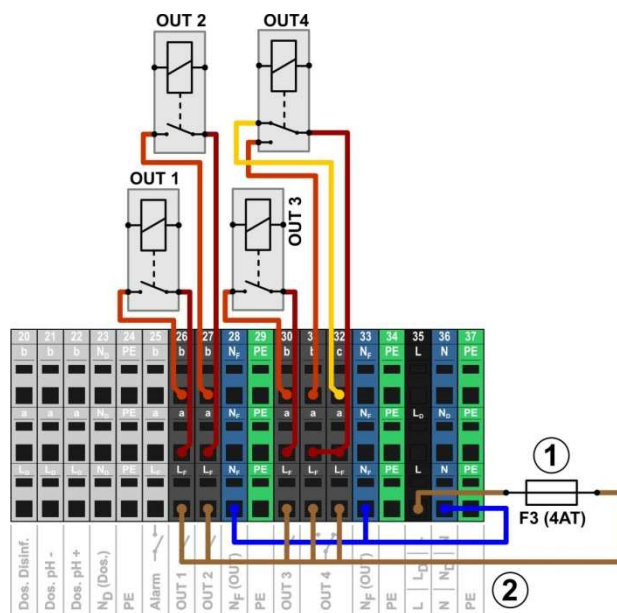 OUT 2
OUT4
OUT 1
OUT 3
20 21 22 23 24 25 26 27 28 29 30 3 32 33 34 35 36 37
b b b N_D PE b b b N_F PE b b c N_F PE L N PE
a a a N_D PE a a a N_F PE a a a N_F PE L_D N_D PE
L_D L_D L_D N_D PE L_F L_F L_F N_F PE L_F L_F L_F N_F PE L N PE
1
F3 (4AT)
2
Dos. Disinf.
Dos. pH -
Dos. pH +
N_D (Dos.)
PE
Alarm
OUT 1
OUT 2
N_F (OUT)
PE
OUT 3
OUT 4
N_F (OUT)
PE
L | L_D | L
N | N_D | N
PE